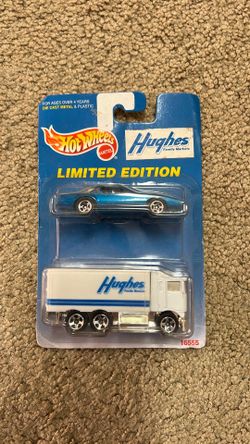 FOR AGES OVER 4 YEARS
DIE CAST METAL & PLASTIC
Hot Wheels
MATTEL
Hughes
Family Markets
LIMITED EDITION
Hughes
Family Markets